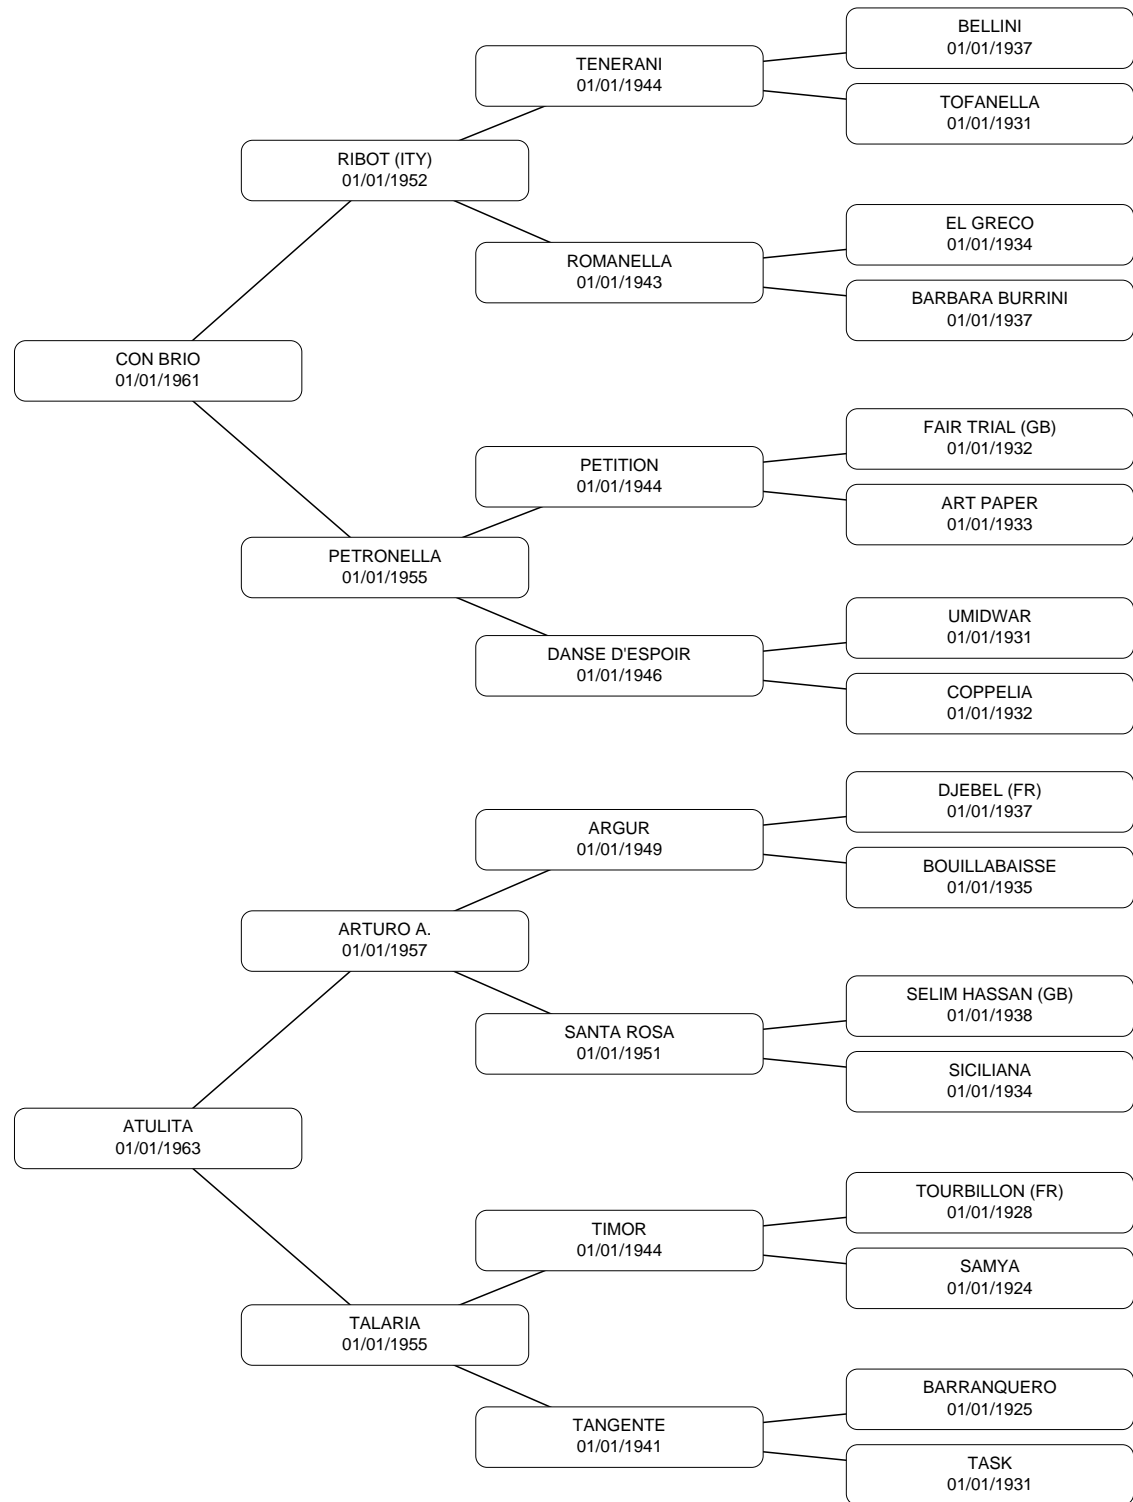 BELLINI
01/01/1937
TENERANI
01/01/1944
TOFANELLA
01/01/1931
RIBOT (ITY)
01/01/1952
EL GRECO
01/01/1934
ROMANELLA
01/01/1943
BARBARA BURRINI
01/01/1937
CON BRIO
01/01/1961
FAIR TRIAL (GB)
01/01/1932
PETITION
01/01/1944
ART PAPER
01/01/1933
PETRONELLA
01/01/1955
UMIDWAR
01/01/1931
DANSE D'ESPOIR
01/01/1946
COPPELIA
01/01/1932
DJEBEL (FR)
01/01/1937
ARGUR
01/01/1949
BOUILLABAISSE
01/01/1935
ARTURO A.
01/01/1957
SELIM HASSAN (GB)
01/01/1938
SANTA ROSA
01/01/1951
SICILIANA
01/01/1934
ATULITA
01/01/1963
TOURBILLON (FR)
01/01/1928
TIMOR
01/01/1944
SAMYA
01/01/1924
TALARIA
01/01/1955
BARRANQUERO
01/01/1925
TANGENTE
01/01/1941
TASK
01/01/1931